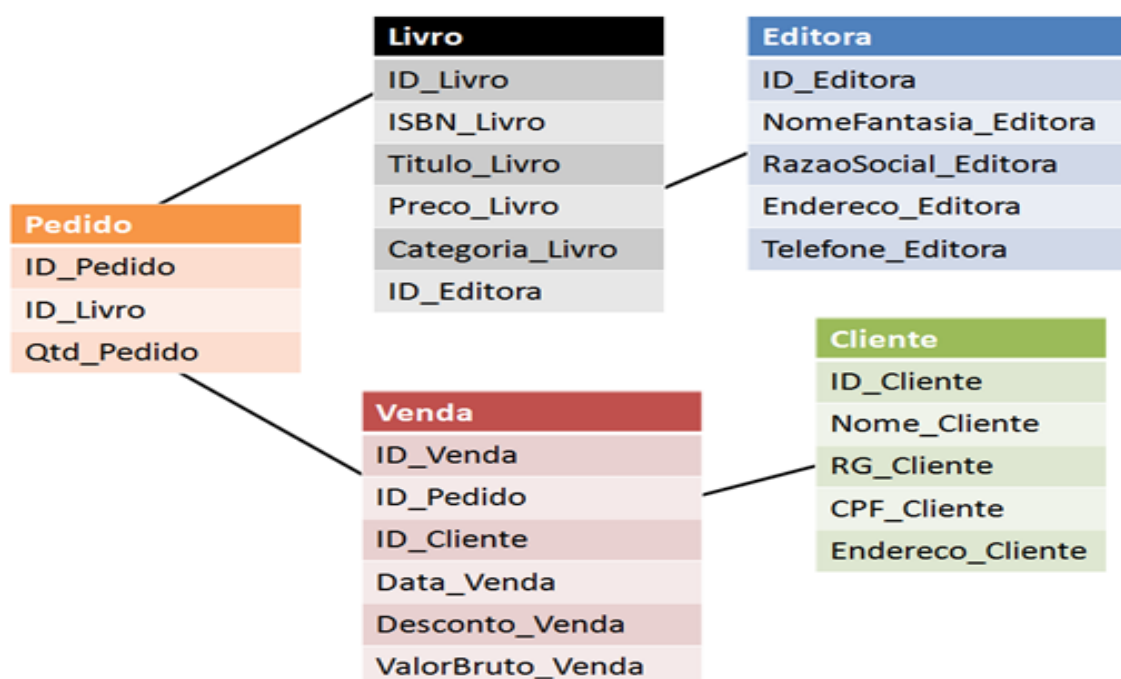 Livro
ID_Livro
ISBN_Livro
Titulo_Livro
Preco_Livro
Categoria_Livro
ID_Editora
Editora
ID_Editora
NomeFantasia_Editora
RazaoSocial_Editora
Endereco_Editora
Telefone_Editora
Pedido
ID_Pedido
ID_Livro
Qtd_Pedido
Venda
ID_Venda
ID_Pedido
ID_Cliente
Data_Venda
Desconto_Venda
ValorBruto_Venda
Cliente
ID_Cliente
Nome_Cliente
RG_Cliente
CPF_Cliente
Endereco_Cliente